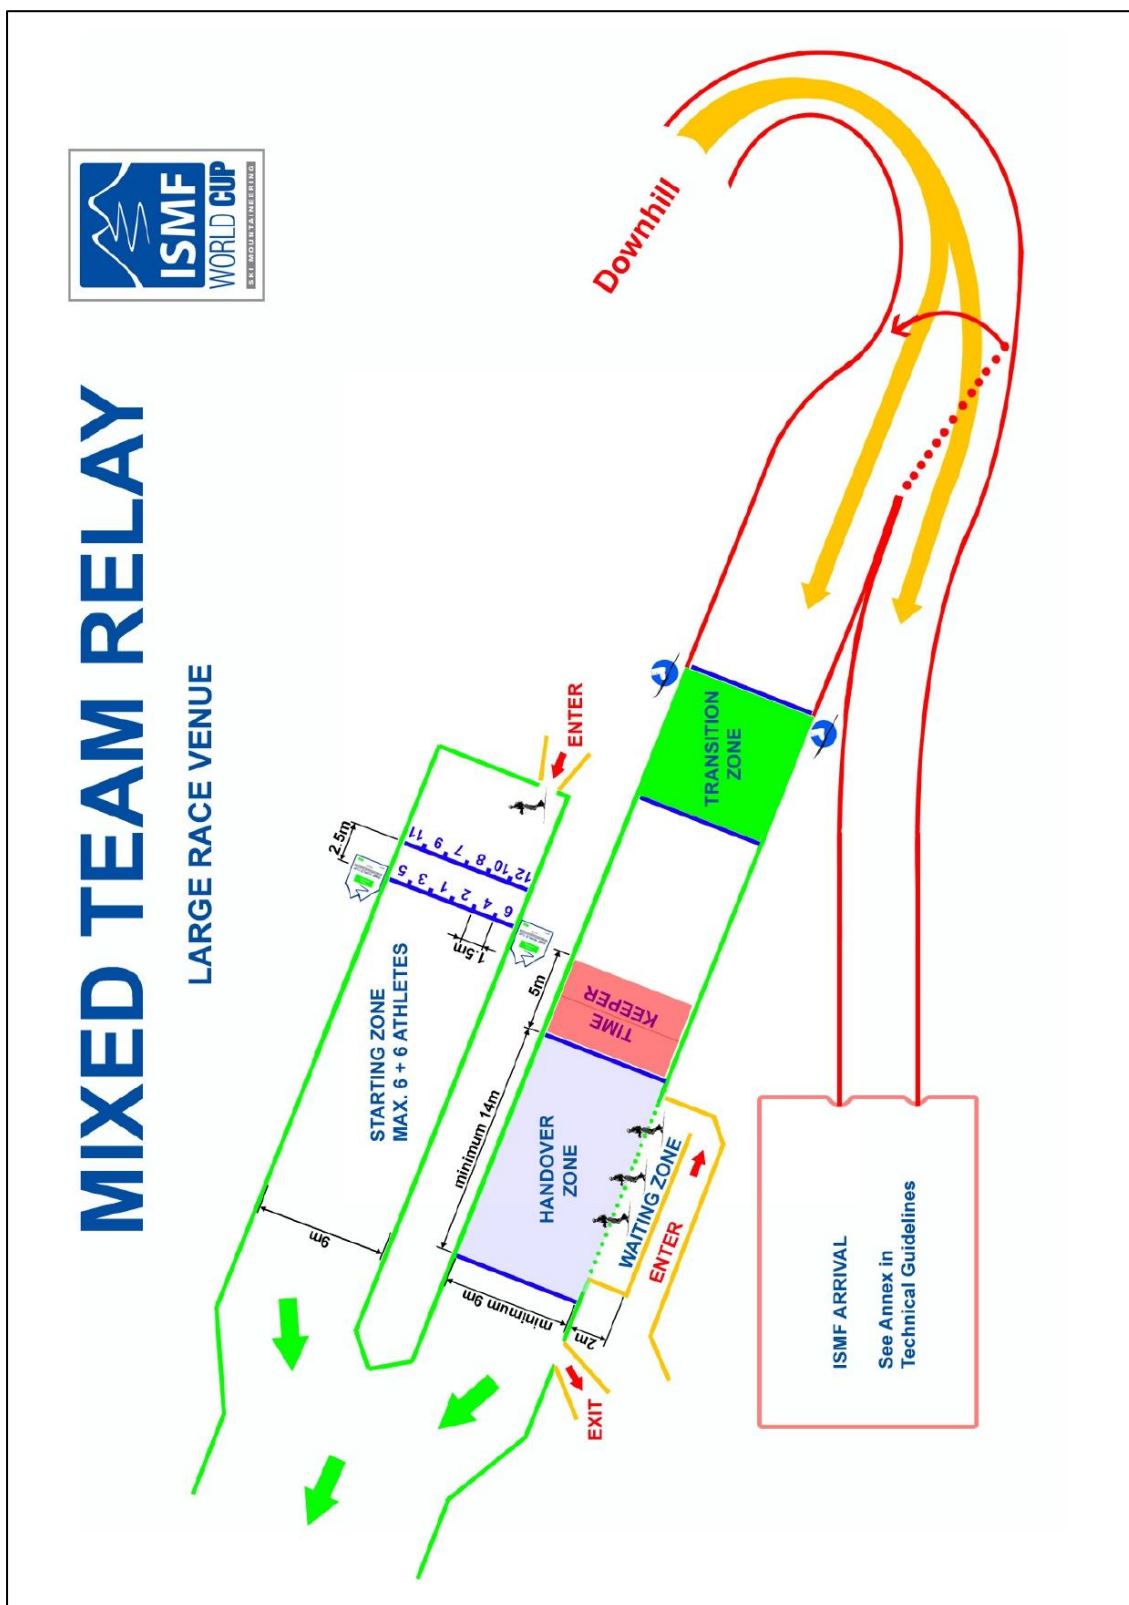 MIXED TEAM RELAY
LARGE RACE VENUE
ISMF
WORLD CUP
SKI MOUNTAINEERING
Downhill
STARTING ZONE
MAX. 6 + 6 ATHLETES
9m
2.5m
1.5m
5 3 1 2 4 6
11 9 7 8 10 12
ENTER
5m
minimum 14m
TRANSITION
ZONE
TIME
KEEPER
HANDOVER
ZONE
minimum 9m
2m
WAITING ZONE
ENTER
EXIT
ISMF ARRIVAL
See Annex in
Technical Guidelines